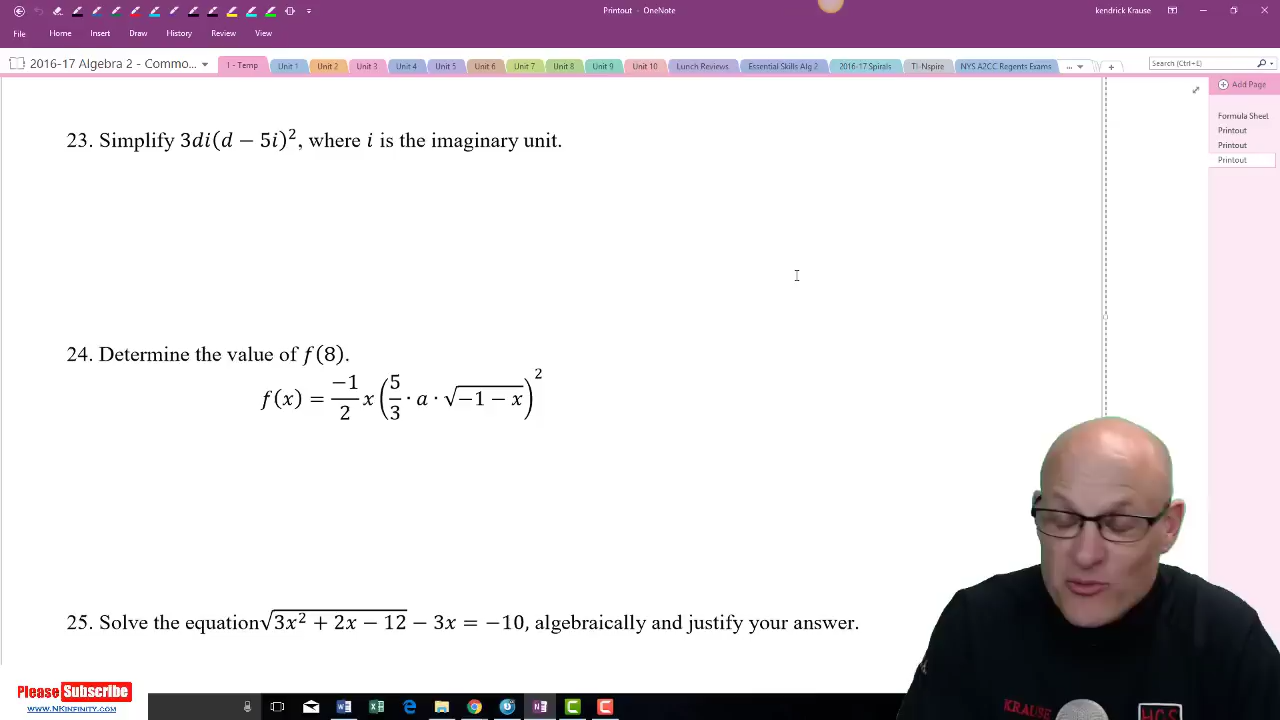 Printout - OneNote
kendrick Krause
File Home Insert Draw History Review View
2016-17 Algebra 2 - Commo... 1 - Temp Unit 1 Unit 2 Unit 3 Unit 4 Unit 5 Unit 6 Unit 7 Unit 8 Unit 9 Unit 10 Lunch Reviews Essential Skills Alg 2 2016-17 Spirals TI-Nspire NYS A2CC Regents Exams ... + Search (Ctrl+E)
+ Add Page
Formula Sheet
Printout
Printout
Printout
23. Simplify 3di(d − 5i)², where i is the imaginary unit.
24. Determine the value of f(8).
f(x) = −1/2 x(5/3 · a · √(−1 − x))²
25. Solve the equation√(3x² + 2x − 12) − 3x = −10, algebraically and justify your answer.
Please Subscribe
www.NKinfinity.com
KRAUSE
HCS